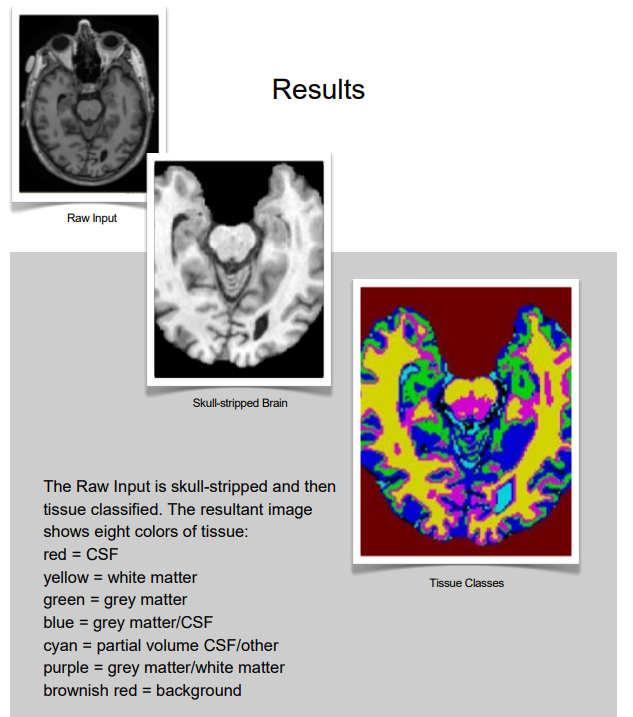 Results
Raw Input
Skull-stripped Brain
Tissue Classes
The Raw Input is skull-stripped and then
tissue classified. The resultant image
shows eight colors of tissue:
red = CSF
yellow = white matter
green = grey matter
blue = grey matter/CSF
cyan = partial volume CSF/other
purple = grey matter/white matter
brownish red = background